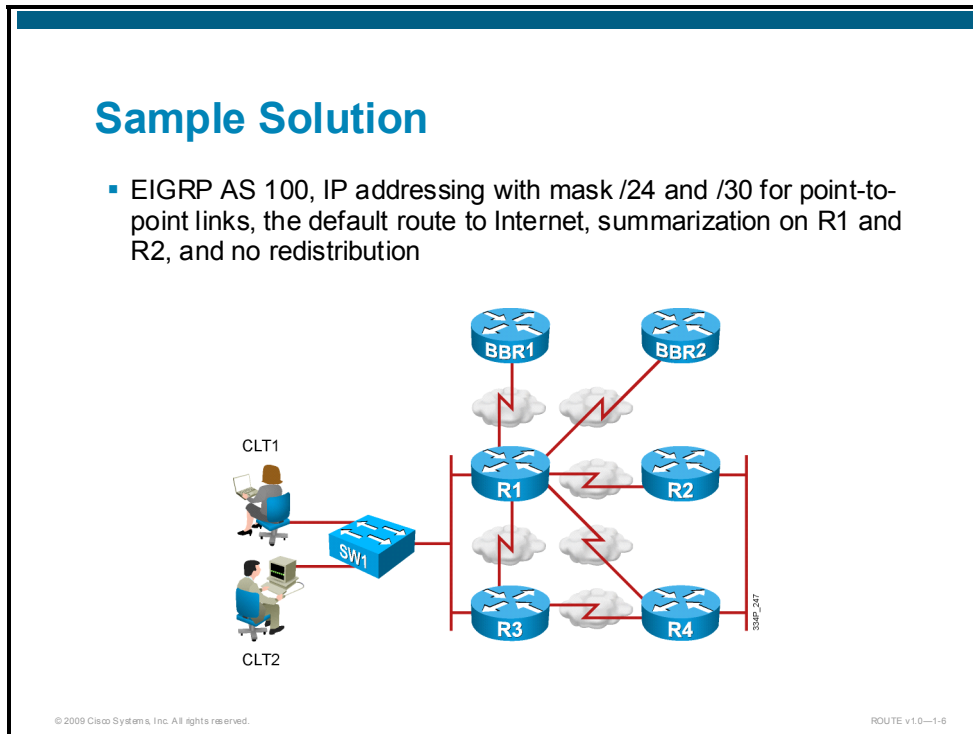 Sample Solution
▪ EIGRP AS 100, IP addressing with mask /24 and /30 for point-to-
point links, the default route to Internet, summarization on R1 and
R2, and no redistribution
BBR1
BBR2
CLT1
R1
R2
SW1
R3
R4
334P_247
CLT2
© 2009 Cisco Systems, Inc. All rights reserved.
ROUTE v1.0—1-6